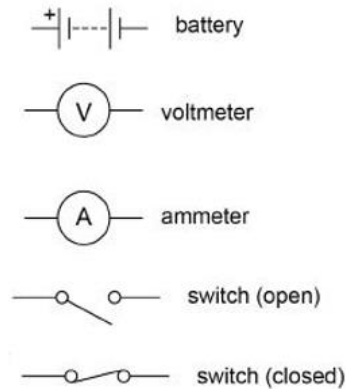 + battery
V voltmeter
A ammeter
switch (open)
switch (closed)